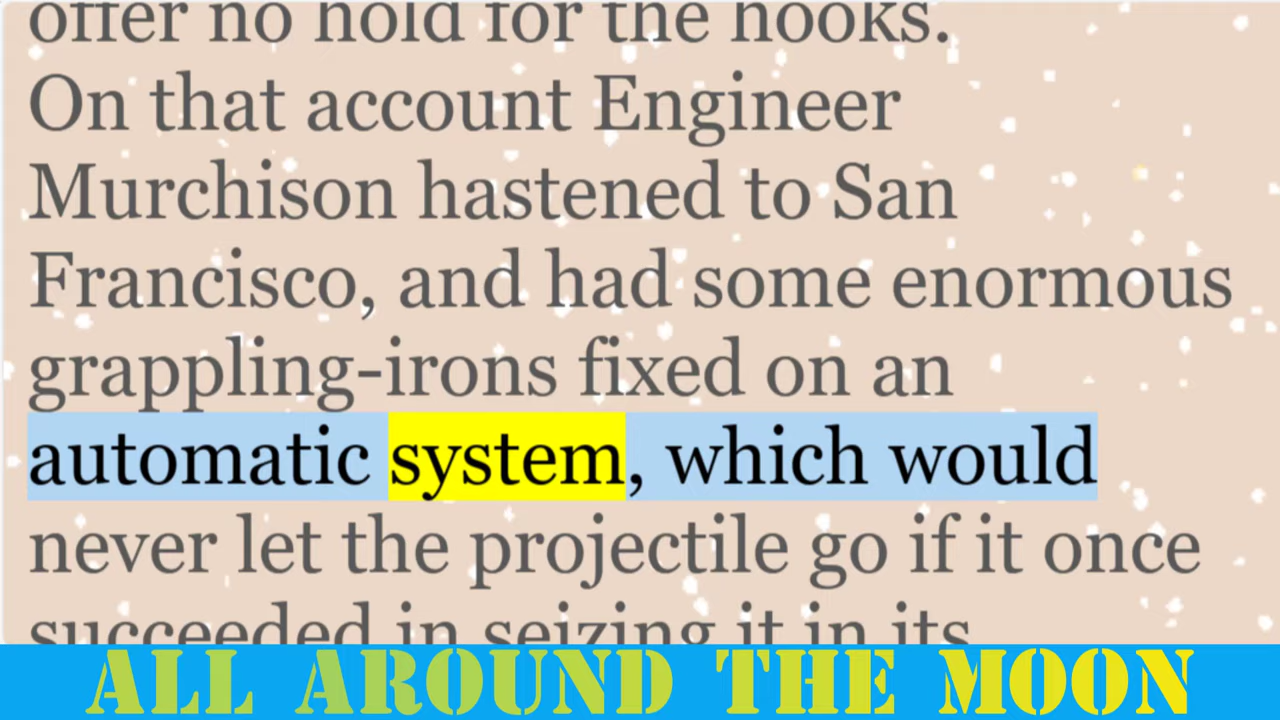 offer no hold for the hooks.
On that account Engineer
Murchison hastened to San
Francisco, and had some enormous
grappling-irons fixed on an
automatic system, which would
never let the projectile go if it once
succeeded in seizing it in its
ALL AROUND THE MOON